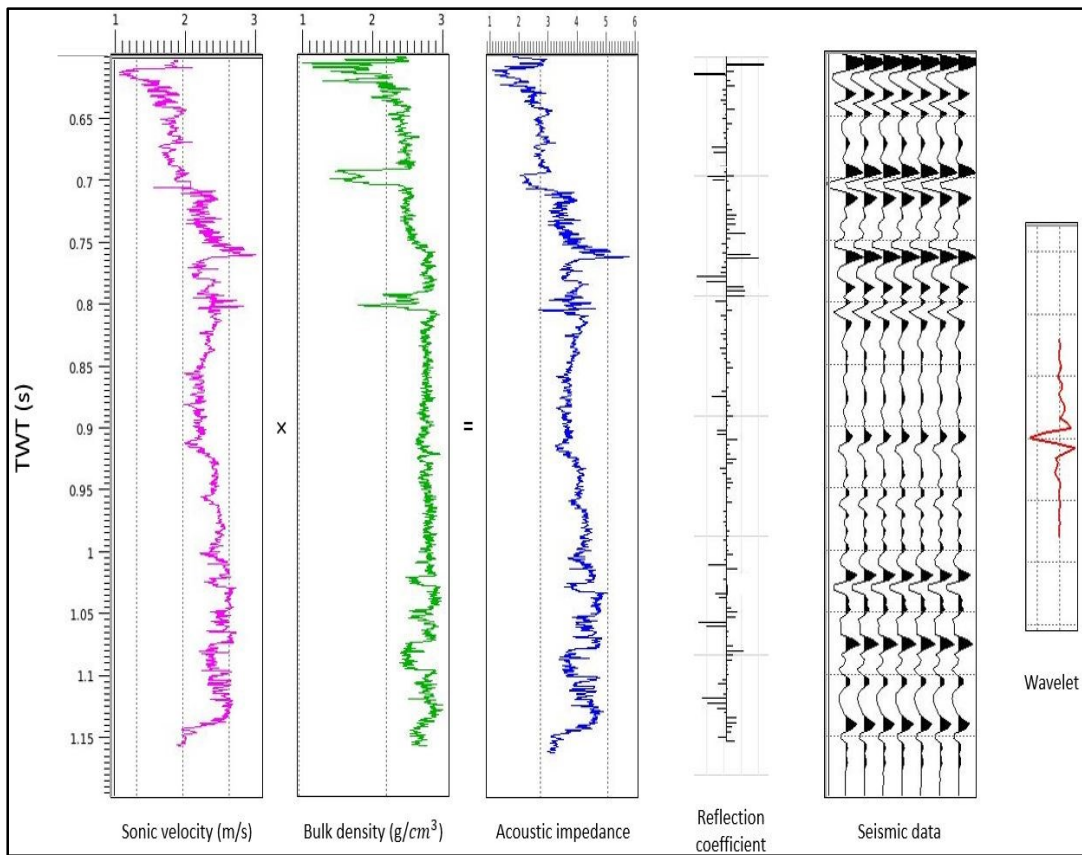 1 2 3
1 2 3
1 2 3 4 5 6
0.65
0.7
0.75
0.8
0.85
0.9
0.95
1
1.05
1.1
1.15
TWT (s)
x
=
Sonic velocity (m/s)
Bulk density (g/cm³)
Acoustic impedance
Reflection
coefficient
Seismic data
Wavelet